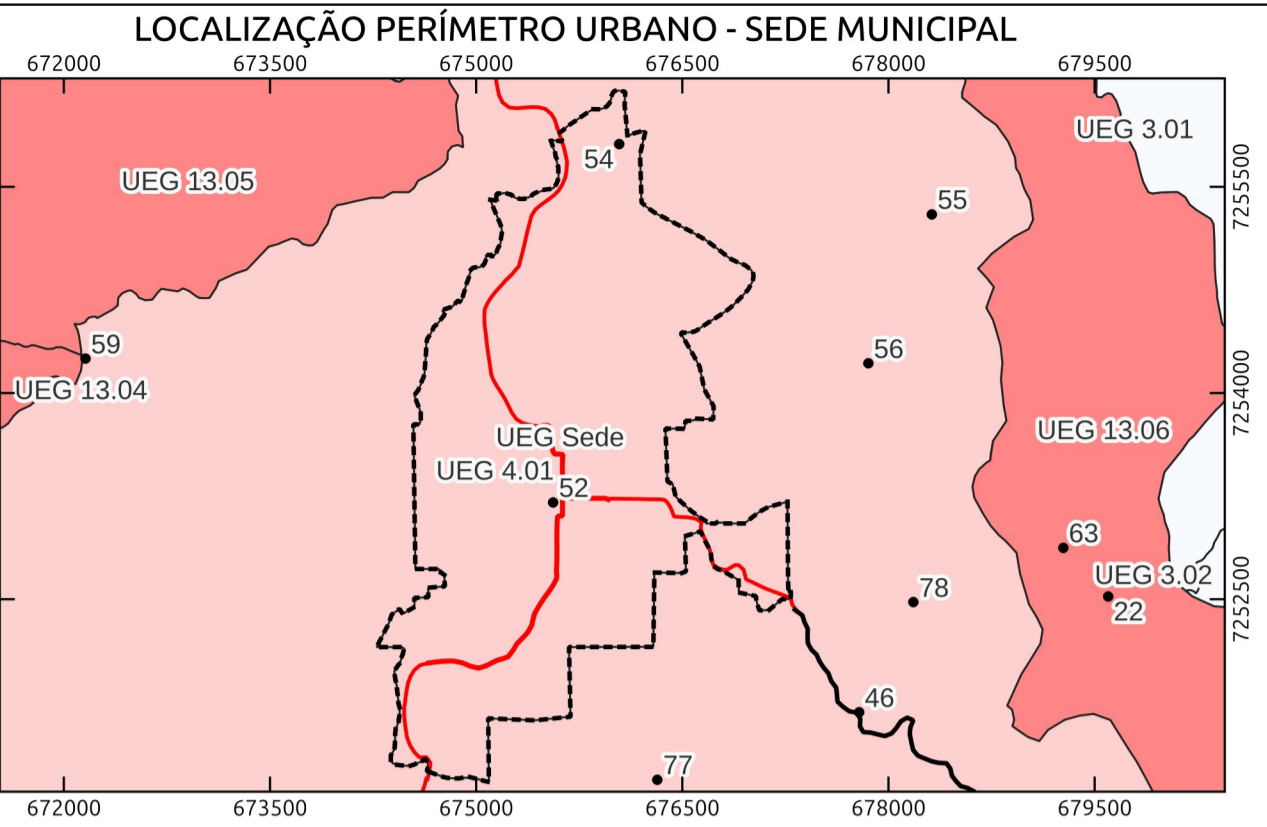 LOCALIZAÇÃO PERÍMETRO URBANO - SEDE MUNICIPAL
672000 673500 675000 676500 678000 679500
UEG 3.01
54
UEG 13.05
7255500
55
59
56
UEG 13.04
7254000
UEG 13.06
UEG Sede
UEG 4.01
52
63
UEG 3.02
78
22
7252500
46
77
672000 673500 675000 676500 678000 679500